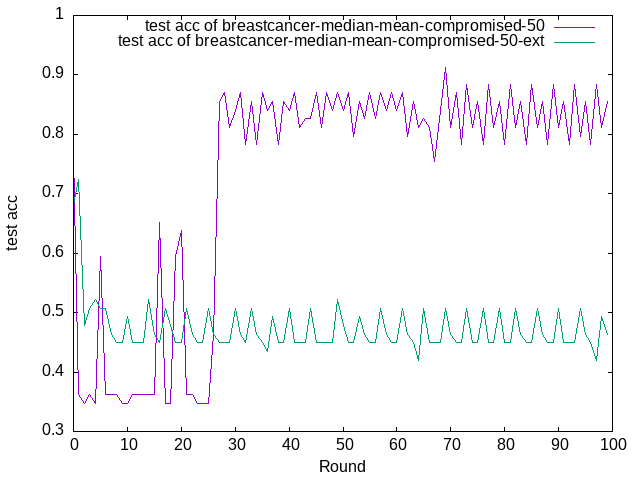 1
test acc of breastcancer-median-mean-compromised-50
test acc of breastcancer-median-mean-compromised-50-ext
0.9
0.8
0.7
0.6
0.5
0.4
0.3
test acc
0 10 20 30 40 50 60 70 80 90 100
Round